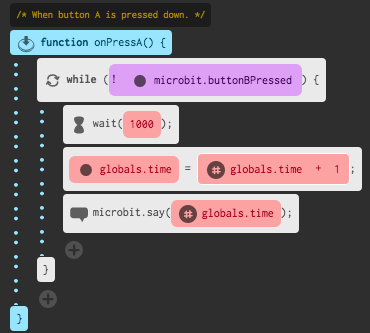 /* When button A is pressed down. */
function onPressA() {
while (! microbit.buttonBPressed) {
wait(1000);
globals.time = # globals.time + 1;
microbit.say(# globals.time);
}
}